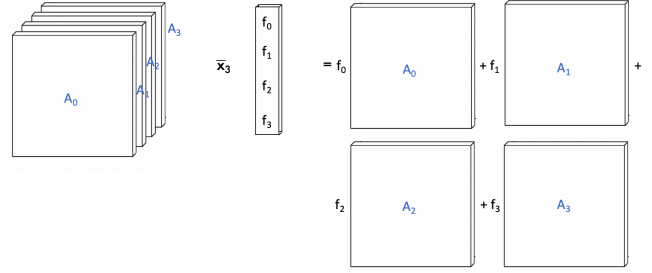 A₀ A₁ A₂ A₃ x̅₃ f₀ f₁ f₂ f₃ = f₀ A₀ + f₁ A₁ +
f₂ A₂ + f₃ A₃